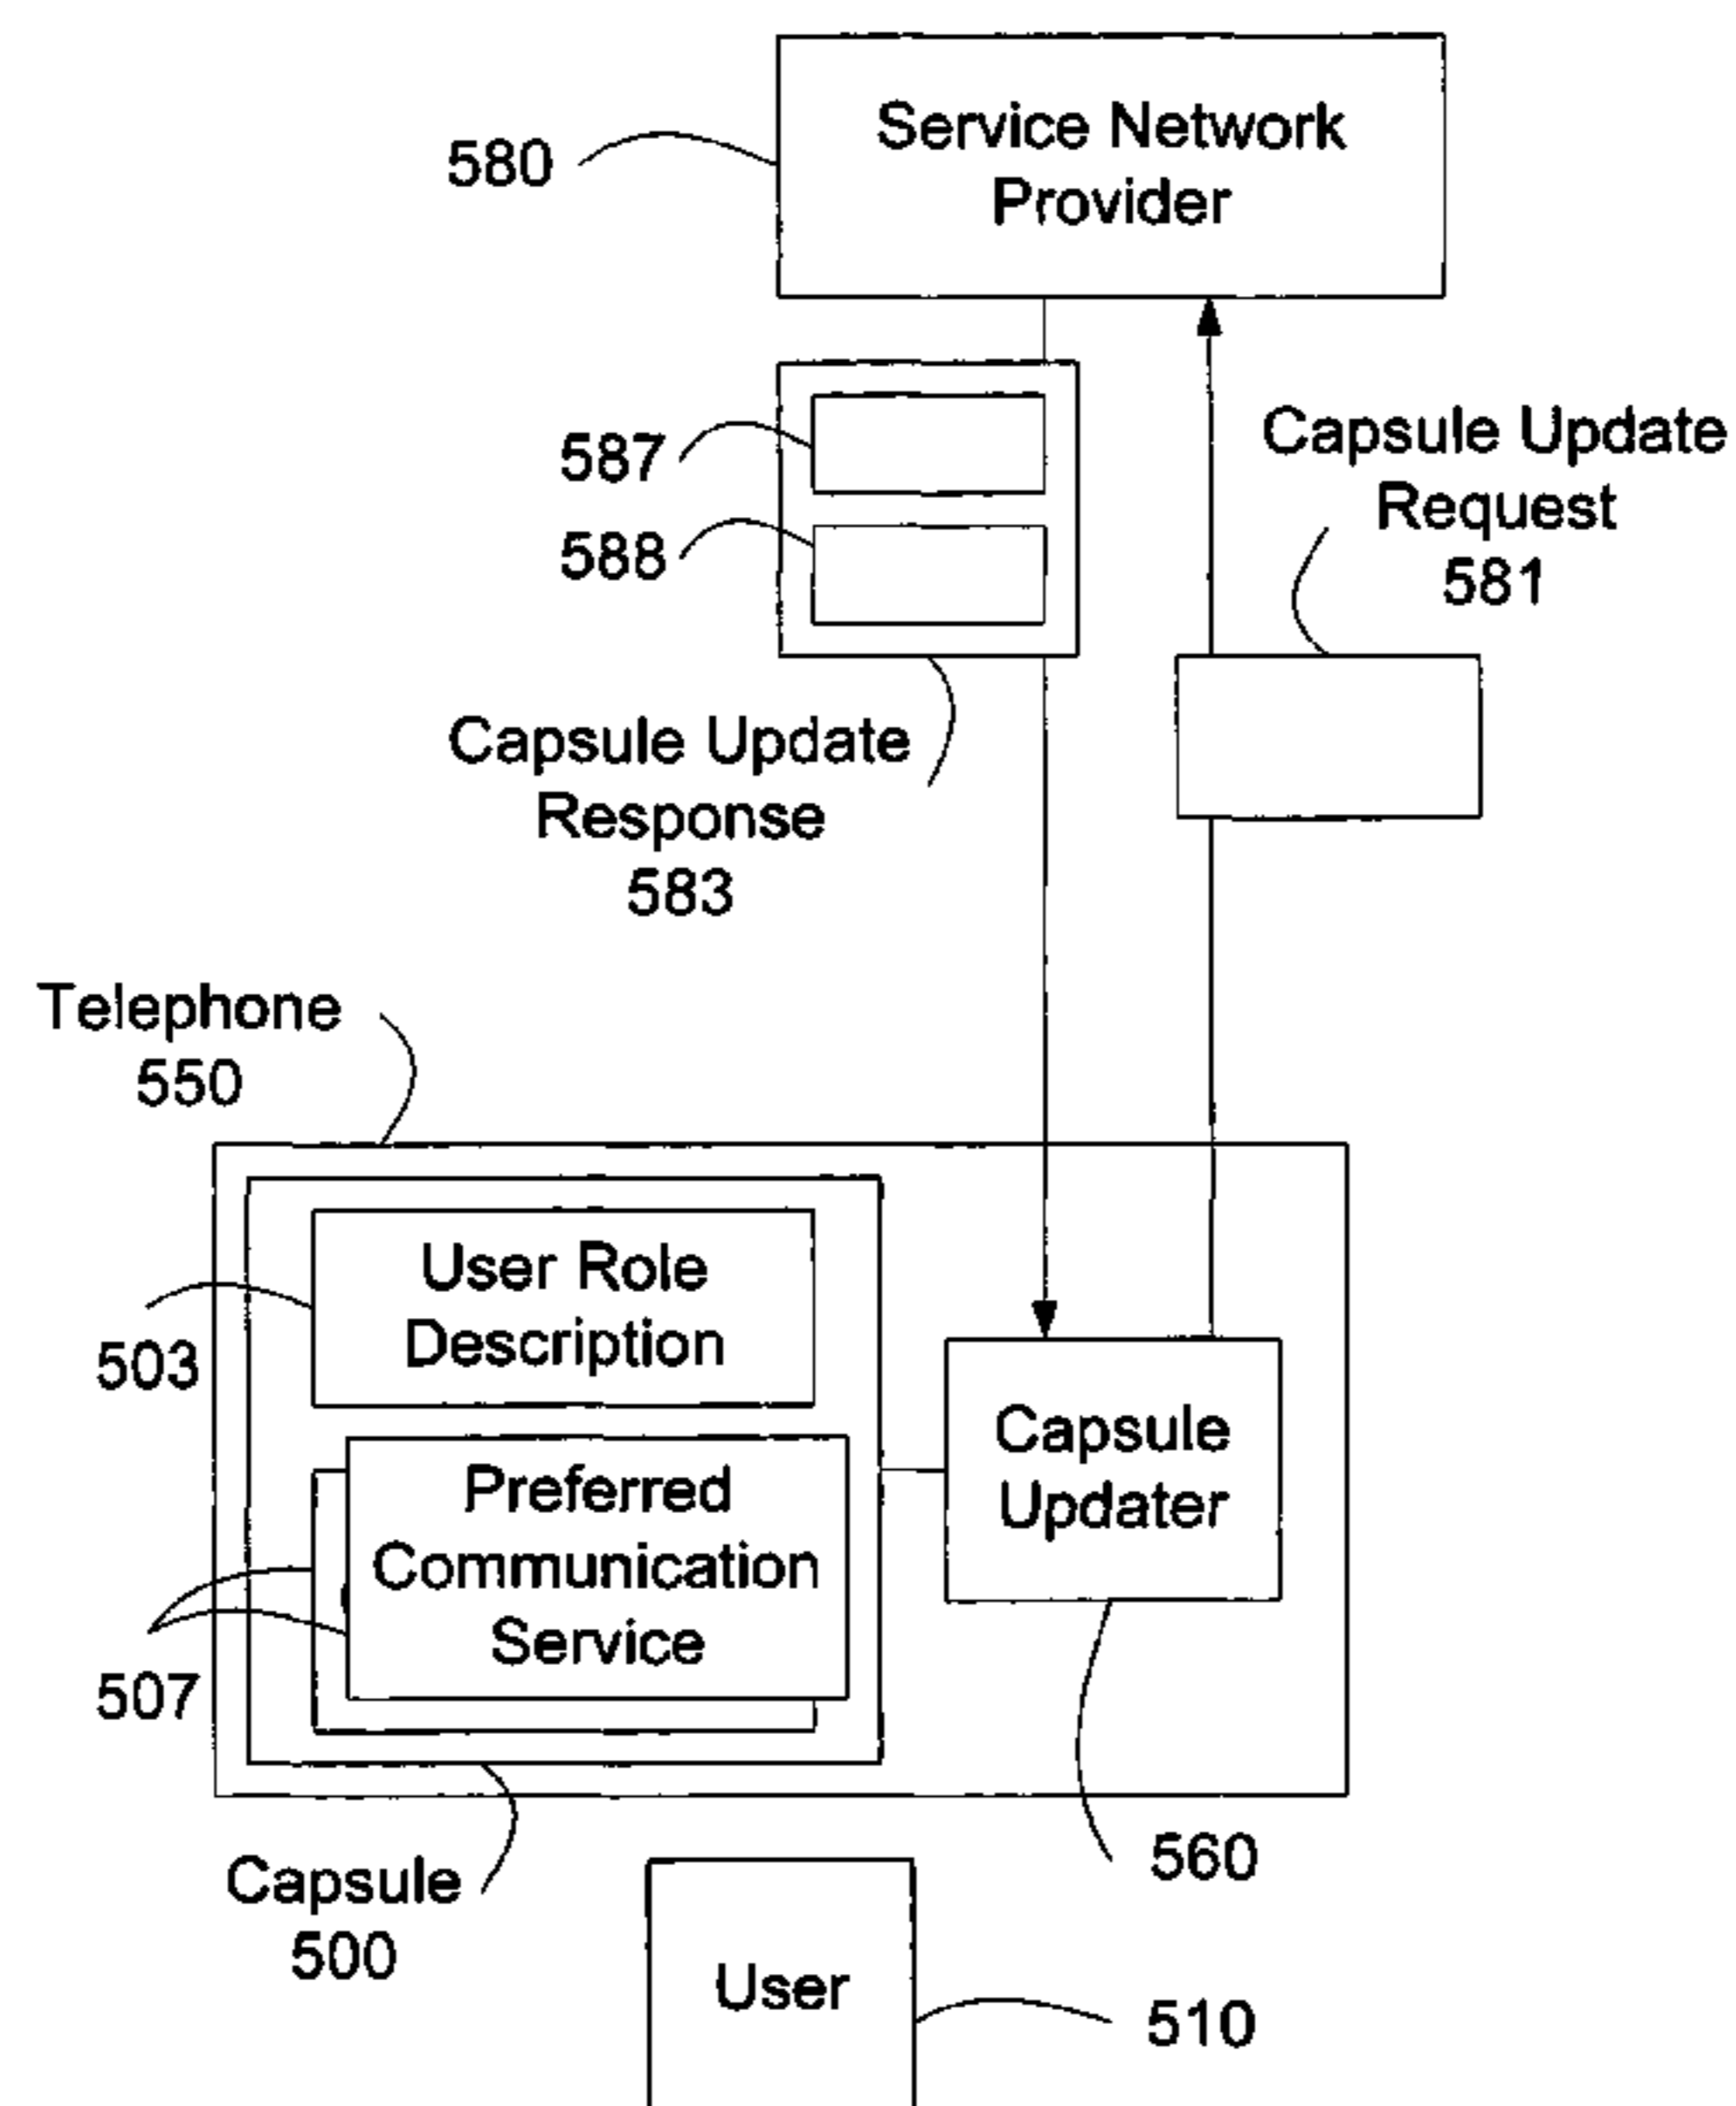 Service Network
Provider
580
587
588
Capsule Update
Request
581
Capsule Update
Response
583
Telephone
550
User Role
Description
503
Preferred
Communication
Service
507
Capsule
Updater
560
Capsule
500
User
510